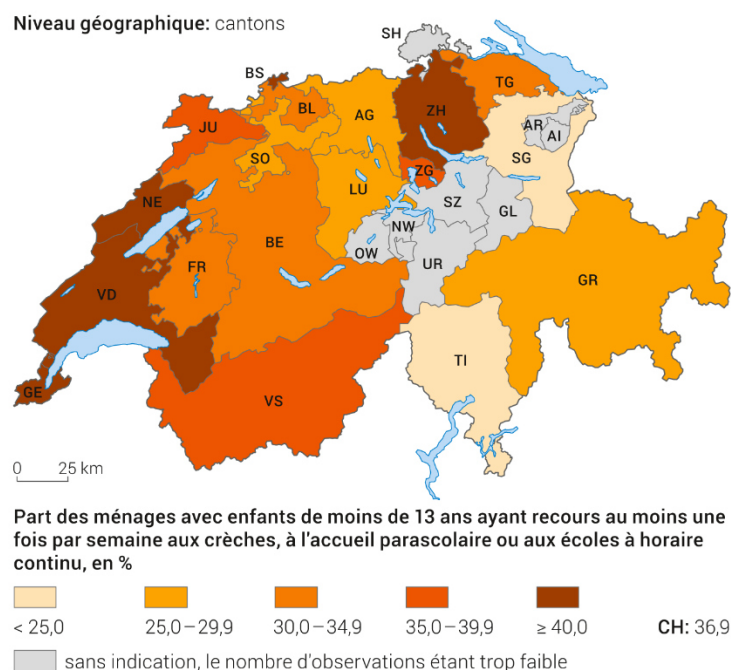 Niveau géographique: cantons
SH
BS
TG
BL
ZH
AG
JU
AR
AI
SO
SG
ZG
LU
NE
SZ
GL
NW
BE
OW
FR
UR
GR
VD
TI
GE
VS
0 25 km
Part des ménages avec enfants de moins de 13 ans ayant recours au moins une
fois par semaine aux crèches, à l'accueil parascolaire ou aux écoles à horaire
continu, en %
< 25,0 25,0–29,9 30,0–34,9 35,0–39,9 ≥ 40,0 CH: 36,9
sans indication, le nombre d'observations étant trop faible